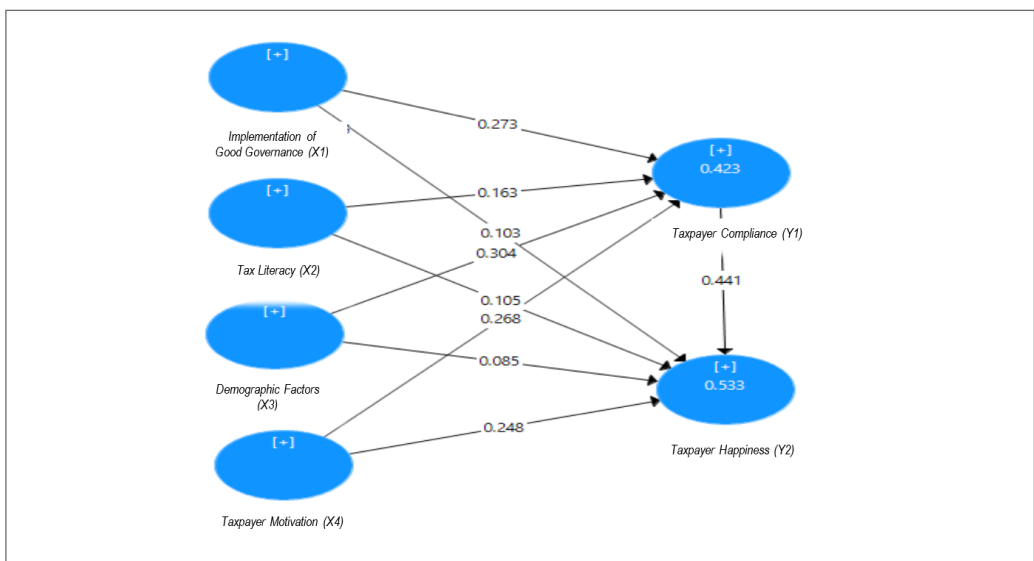 [+]
Implementation of
Good Governance (X1)
0.273
[+]
0.423
Taxpayer Compliance (Y1)
[+]
Tax Literacy (X2)
0.163
0.103
0.304
0.441
0.105
0.268
[+]
Demographic Factors
(X3)
0.085
[+]
0.533
Taxpayer Happiness (Y2)
0.248
[+]
Taxpayer Motivation (X4)